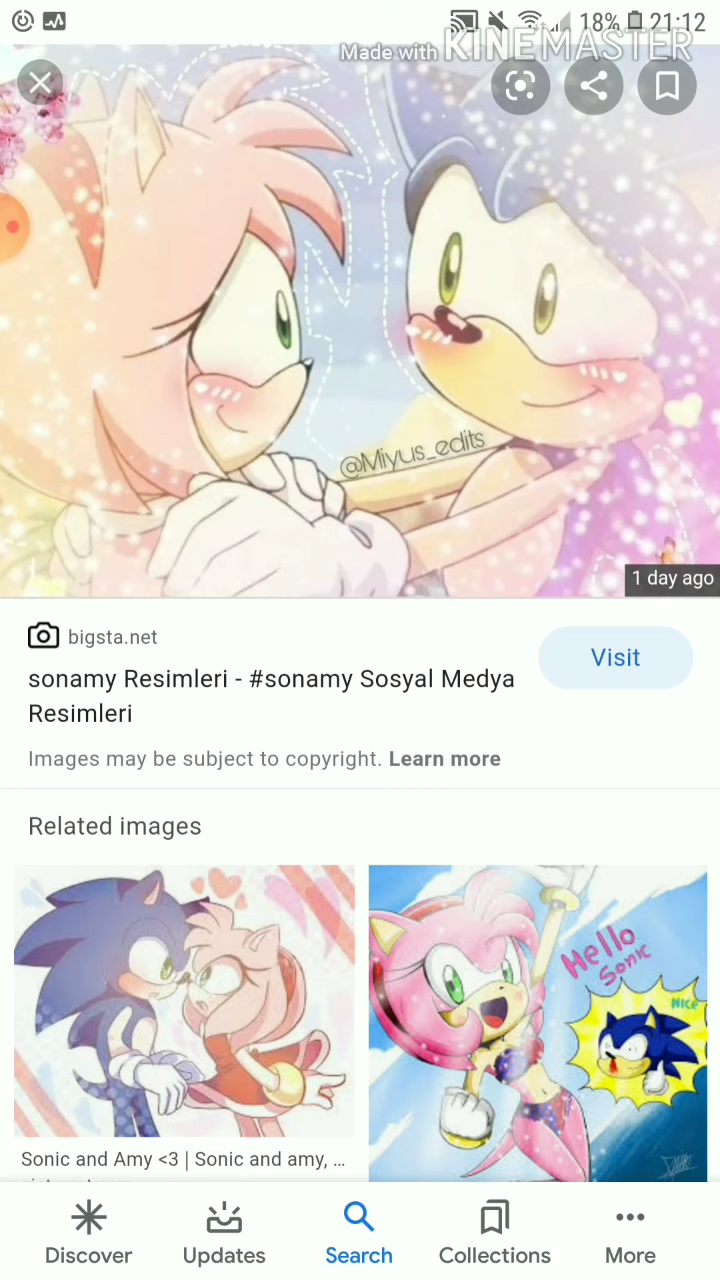 18% 21:12
Made with KINEMASTER
@Miyus_edits
1 day ago
bigsta.net
Visit
sonamy Resimleri - #sonamy Sosyal Medya
Resimleri
Images may be subject to copyright. Learn more
Related images
Hello
Sonic
NICE
Sonic and Amy <3 | Sonic and amy, ...
Discover
Updates
Search
Collections
More